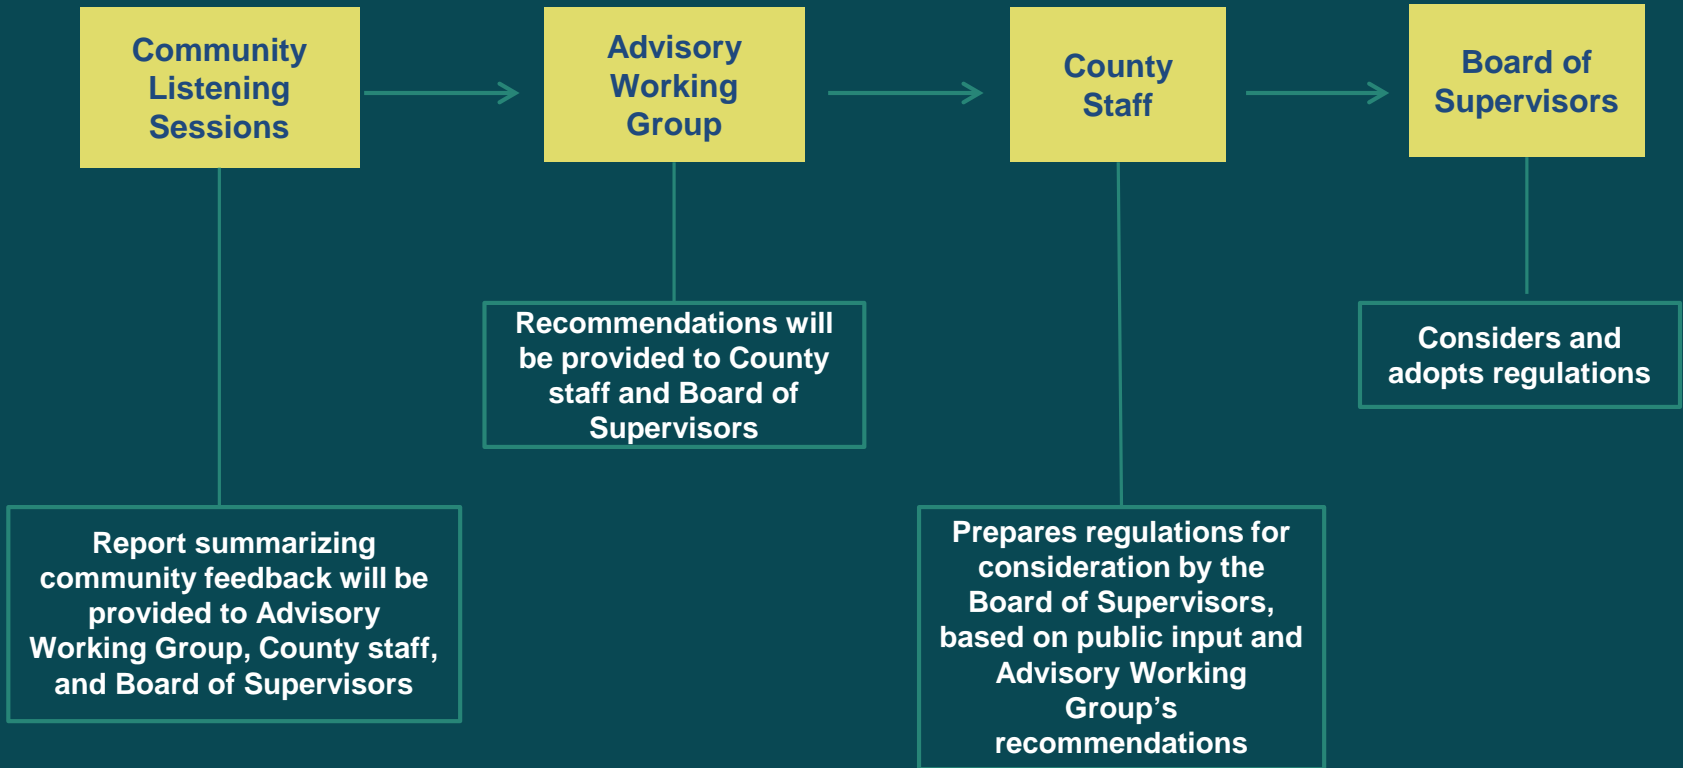 Community
Listening
Sessions
Advisory
Working
Group
County
Staff
Board of
Supervisors
Recommendations will
be provided to County
staff and Board of
Supervisors
Considers and
adopts regulations
Report summarizing
community feedback will be
provided to Advisory
Working Group, County staff,
and Board of Supervisors
Prepares regulations for
consideration by the
Board of Supervisors,
based on public input and
Advisory Working
Group’s
recommendations